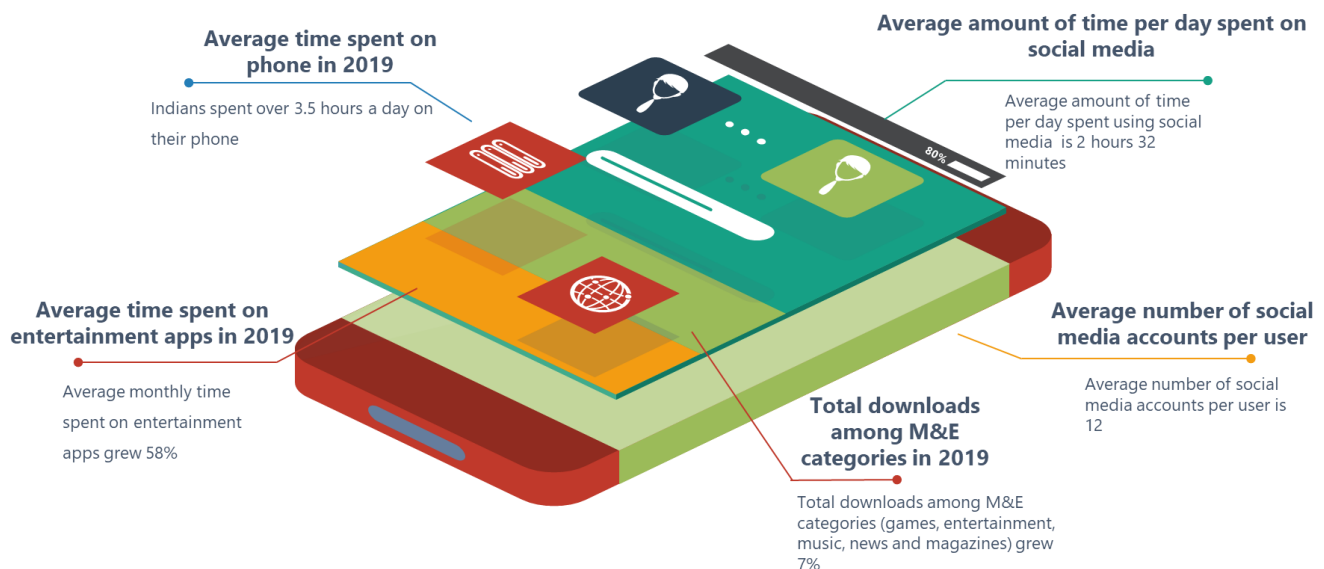 Average time spent on
phone in 2019
Indians spent over 3.5 hours a day on
their phone
Average amount of time per day spent on
social media
Average amount of time
per day spent using social
media is 2 hours 32
minutes
80%
Average time spent on
entertainment apps in 2019
Average monthly time
spent on entertainment
apps grew 58%
Average number of social
media accounts per user
Average number of social
media accounts per user is
12
Total downloads
among M&E
categories in 2019
Total downloads among M&E
categories (games, entertainment,
music, news and magazines) grew
7%